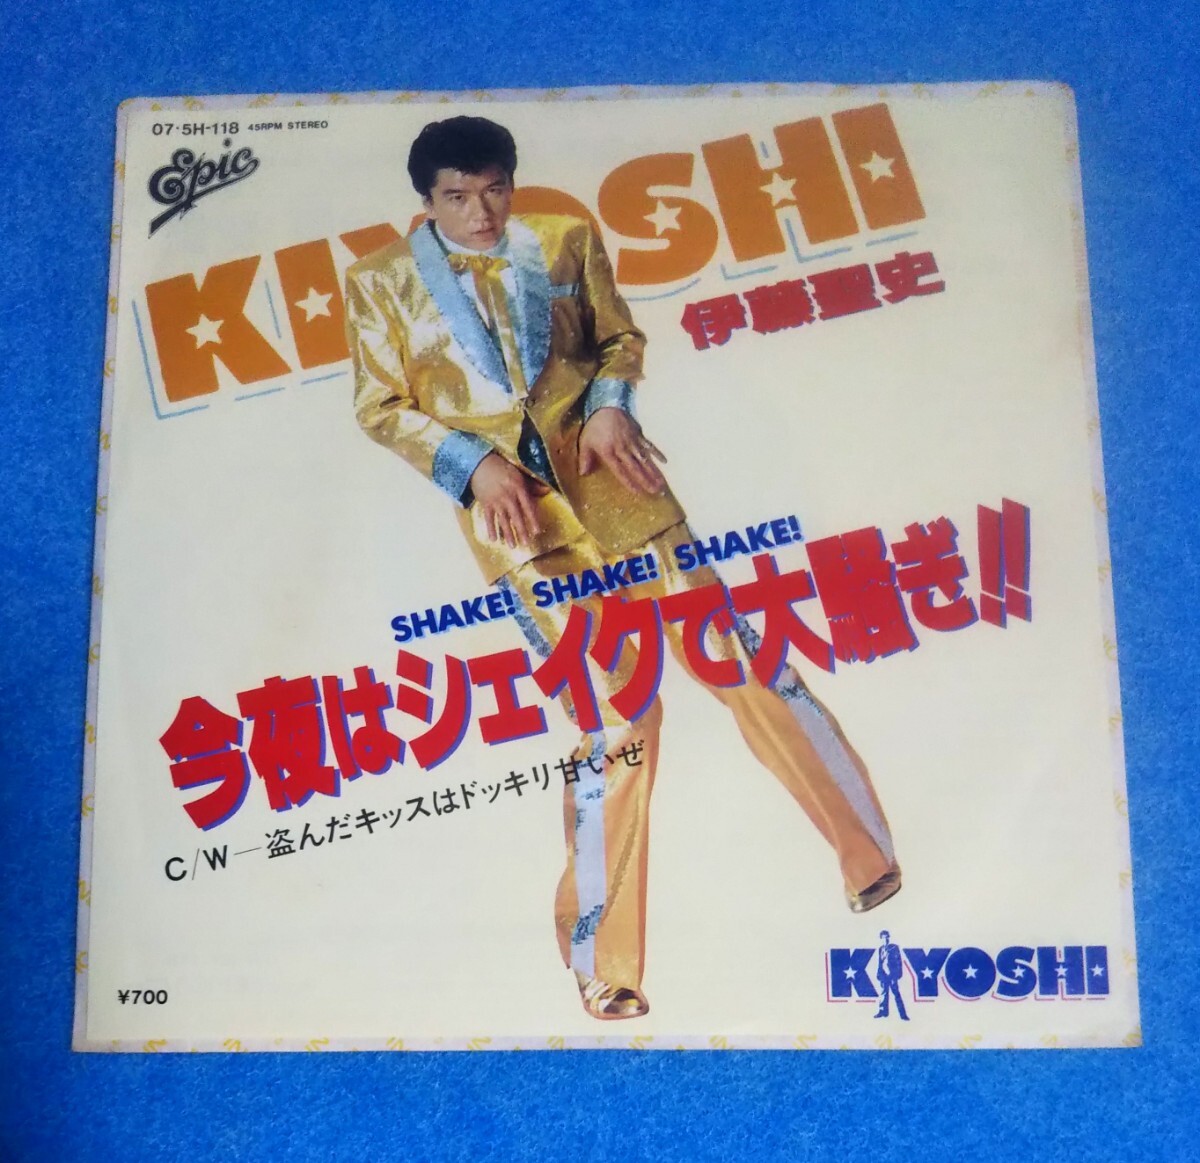 07・5H-118 45RPM STEREO
Epic
KIYOSHI
伊藤聖史
SHAKE! SHAKE! SHAKE!
今夜はシェイクで大騒ぎ!!
C/W―盗んだキッスはドッキリ甘いぜ
¥700
KIYOSHI